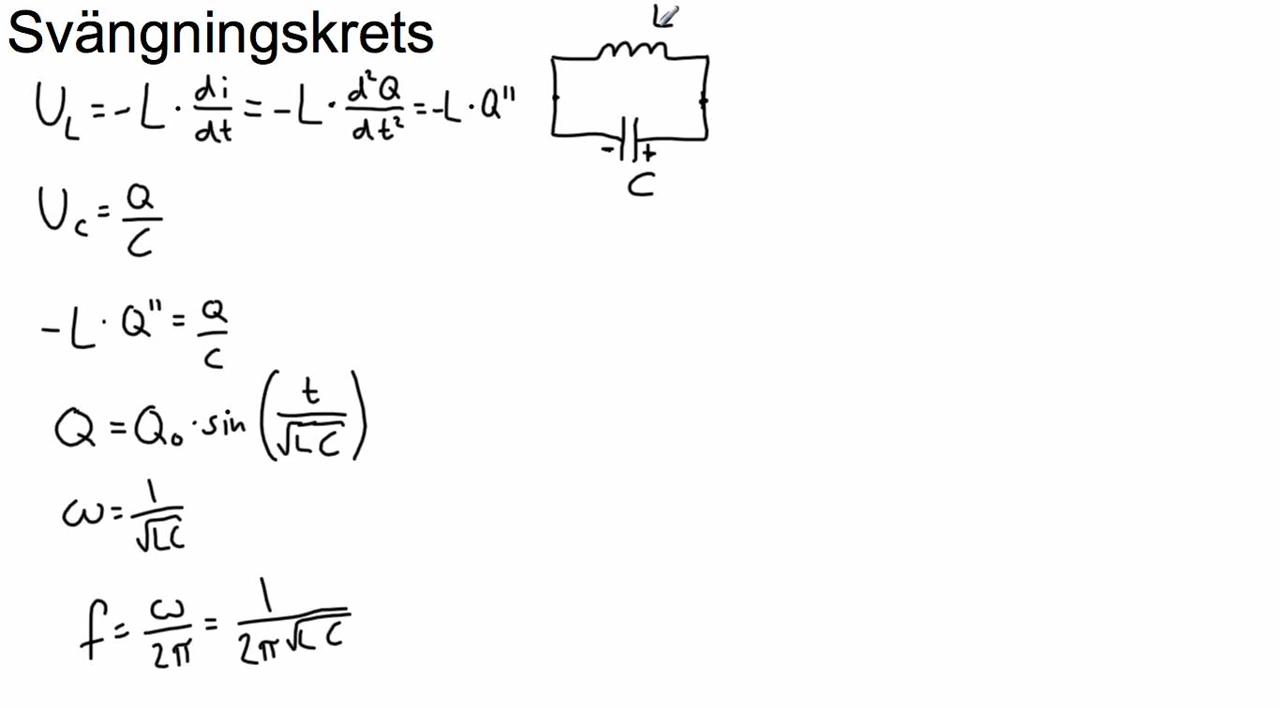 Svängningskrets
U_L = -L · di/dt = -L · d²Q/dt² = -L · Q''
- +
C
U_C = Q/C
-L · Q'' = Q/C
Q = Q₀ · sin(t/√LC)
ω = 1/√LC
f = ω/2π = 1/2π√LC